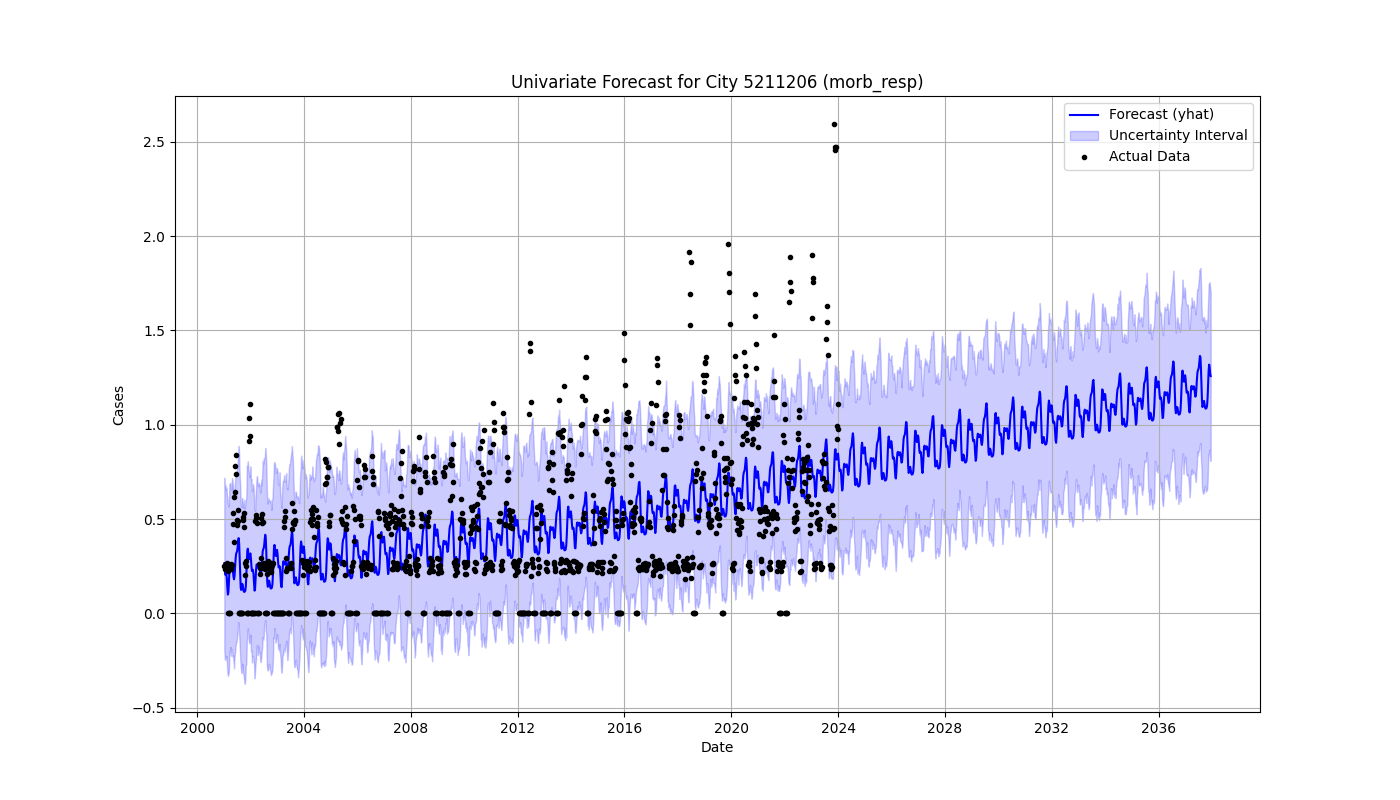 Univariate Forecast for City 5211206 (morb_resp)
Forecast (yhat)
Uncertainty Interval
Actual Data
Cases
2.5
2.0
1.5
1.0
0.5
0.0
−0.5
2000 2004 2008 2012 2016 2020 2024 2028 2032 2036
Date